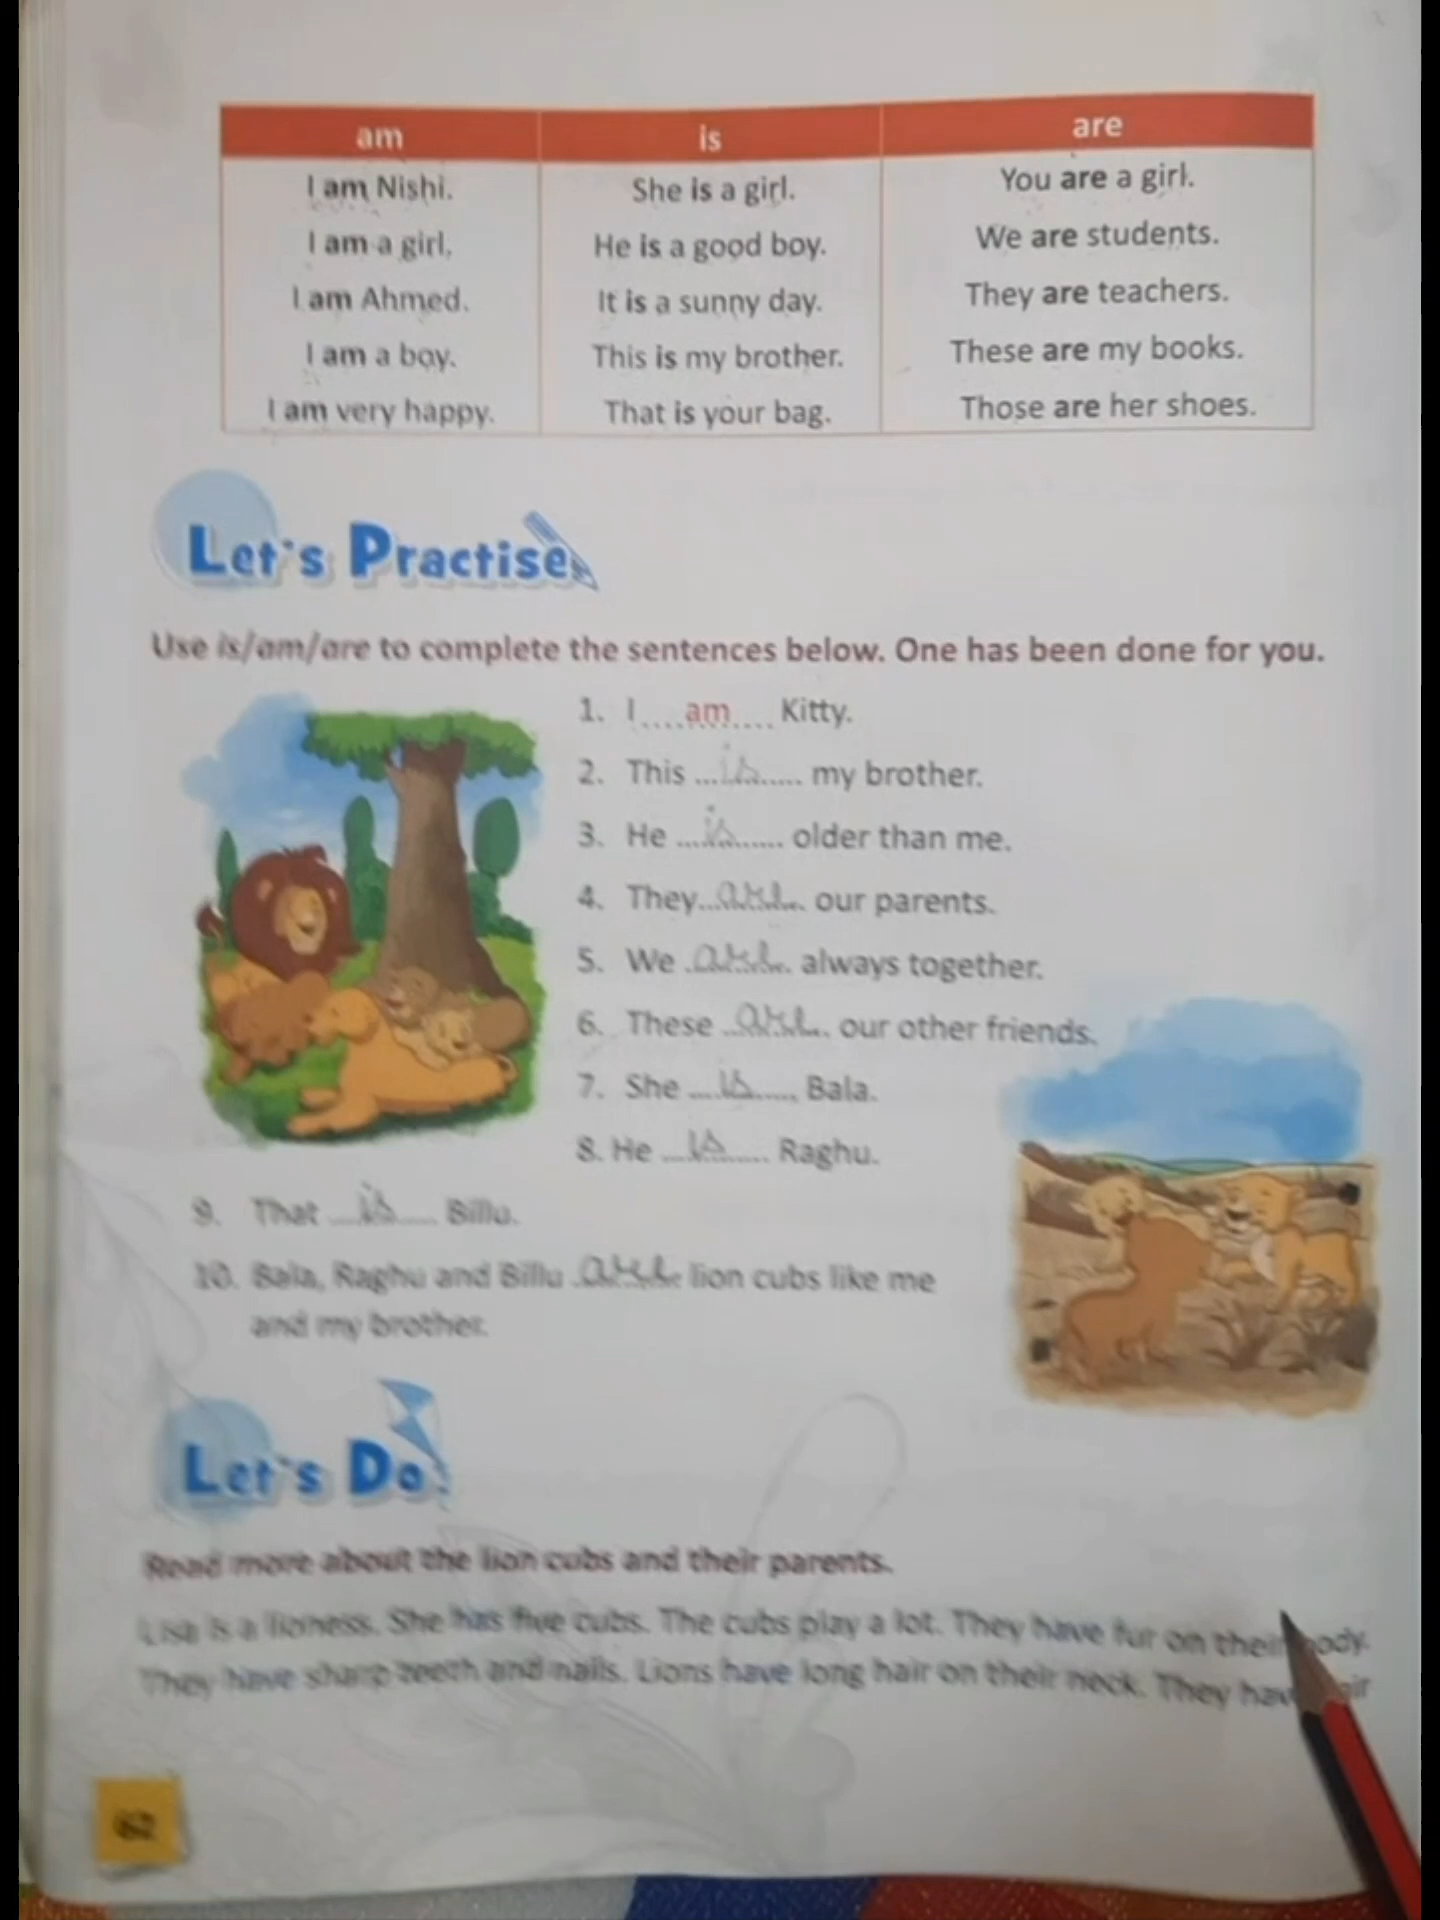 am is are
I am Nishi. She is a girl. You are a girl.
I am a girl. He is a good boy. We are students.
I am Ahmed. It is a sunny day. They are teachers.
I am a boy. This is my brother. These are my books.
I am very happy. That is your bag. Those are her shoes.
Let's Practise
Use is/am/are to complete the sentences below. One has been done for you.
1. I ....am.... Kitty.
2. This ...is...... my brother.
3. He ....is...... older than me.
4. They...are... our parents.
5. We .are... always together.
6. These ..are... our other friends.
7. She ....is....., Bala.
8. He ....is...... Raghu.
9. That ....is..... Billu.
10. Bala, Raghu and Billu .are.. lion cubs like me
and my brother.
Let's Do
Read more about the lion cubs and their parents.
Lisa is a lioness. She has five cubs. The cubs play a lot. They have fur on their body.
They have sharp teeth and nails. Lions have long hair on their neck. They have
62